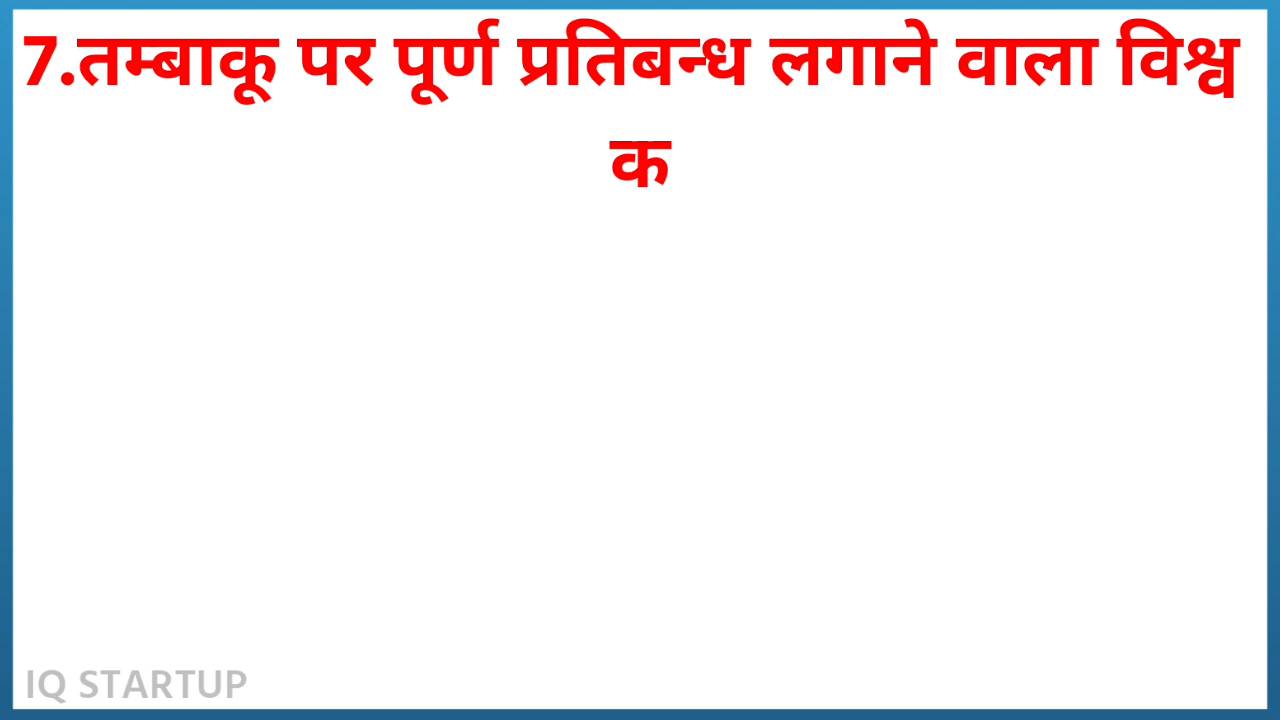 7.तम्बाकू पर पूर्ण प्रतिबन्ध लगाने वाला विश्व
क
IQ STARTUP